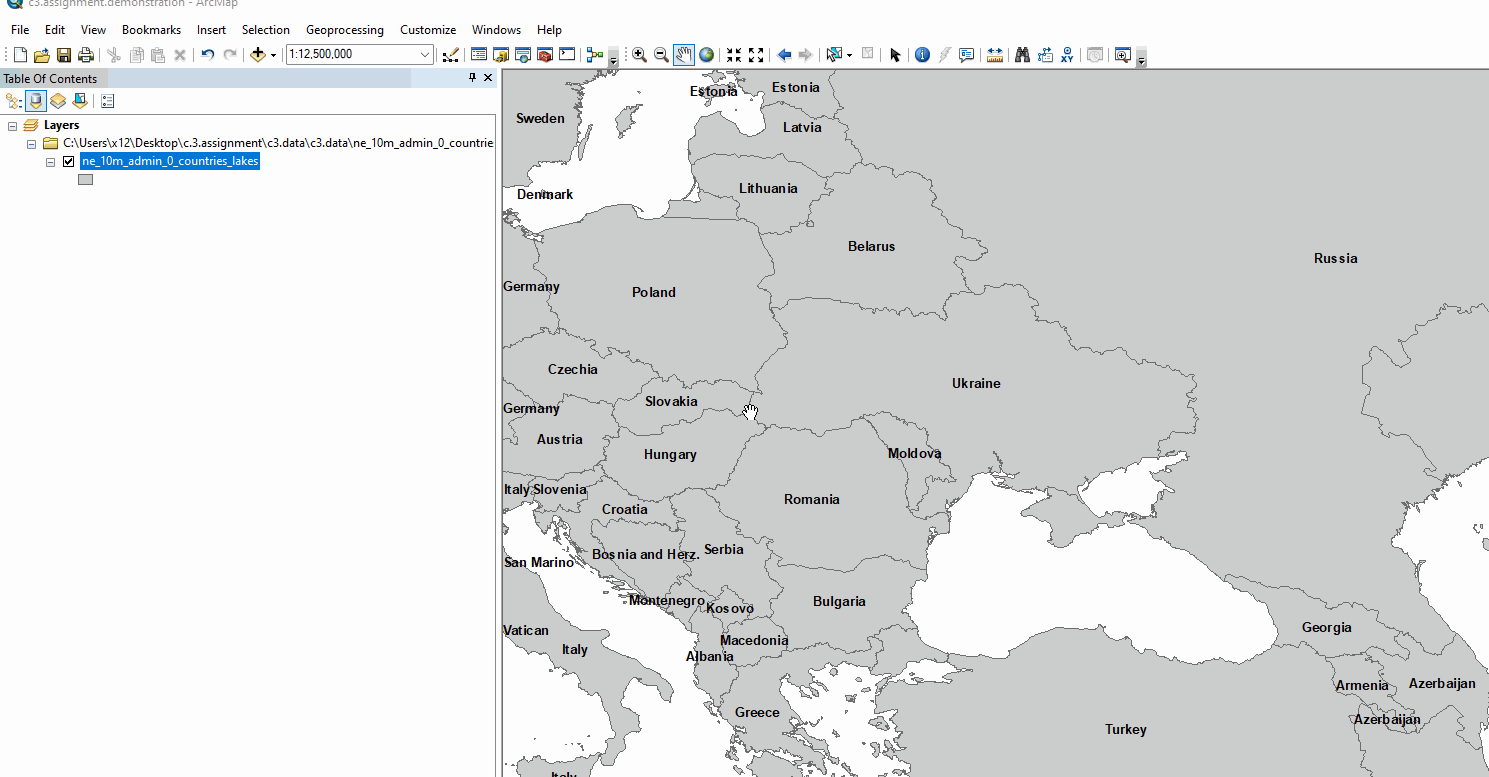 c3.assignment.demonstration - ArcMap
File Edit View Bookmarks Insert Selection Geoprocessing Customize Windows Help
1:12,500,000
XY
Table Of Contents
Layers
C:\Users\x12\Desktop\c.3.assignment\c3.data\c3.data\ne_10m_admin_0_countrie
ne_10m_admin_0_countries_lakes
Estonia
Estonia
Sweden
Latvia
Lithuania
Denmark
Belarus
Russia
Germany
Poland
Czechia
Ukraine
Slovakia
Germany
Austria
Hungary
Moldova
Italy
Slovenia
Romania
Croatia
Serbia
Bosnia and Herz.
San Marino
Montenegro
Bulgaria
Kosovo
Vatican
Georgia
Macedonia
Italy
Albania
Armenia
Azerbaijan
Greece
Azerbaijan
Turkey
Italy